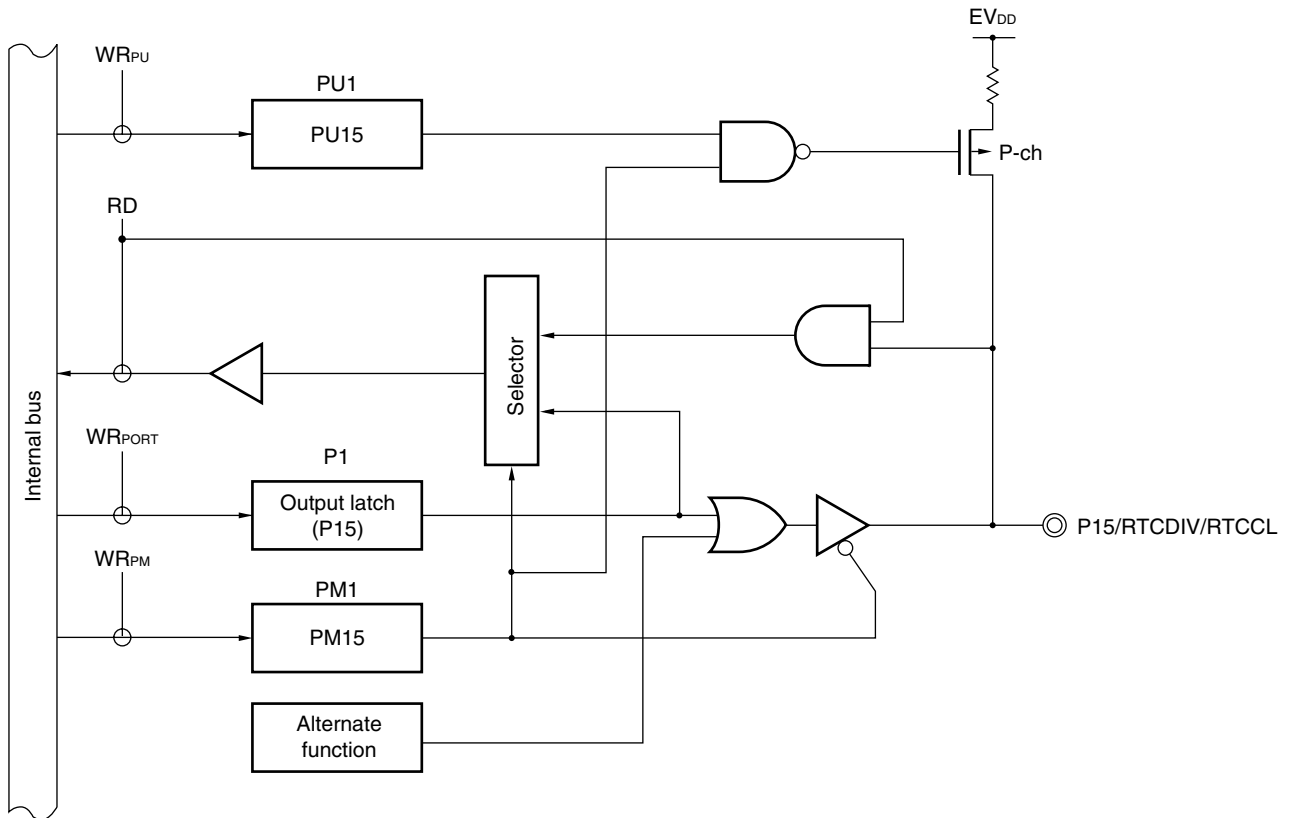 EVDD
WRPU
PU1
PU15
P-ch
RD
Selector
Internal bus
WRPORT
P1
Output latch
(P15)
P15/RTCDIV/RTCCL
WRPM
PM1
PM15
Alternate
function